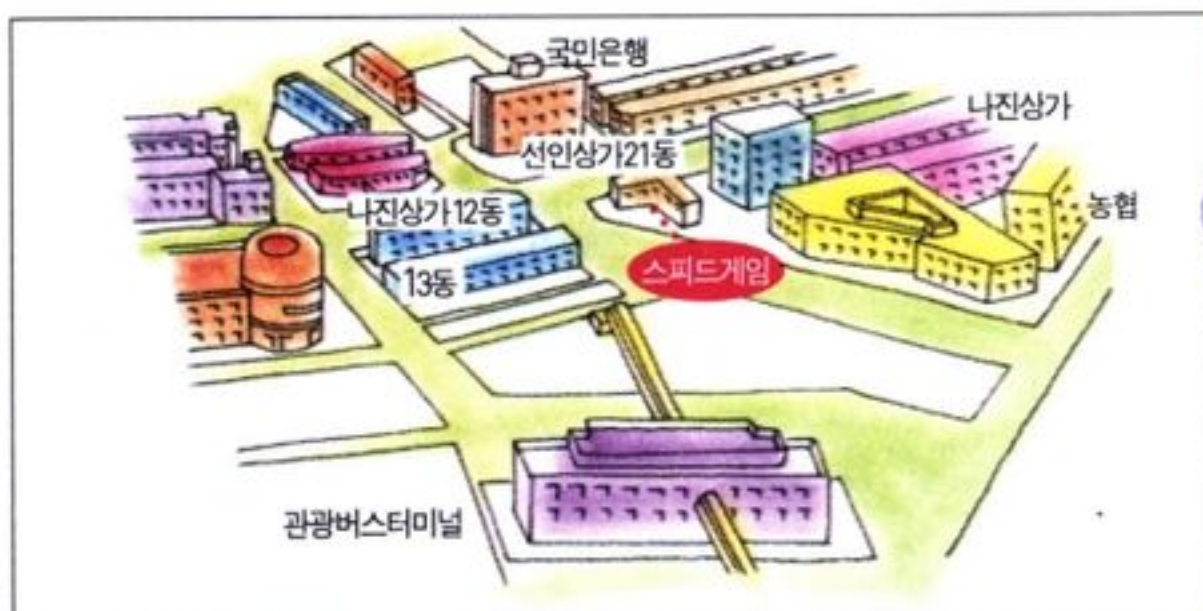 국민은행
나진상가
선인상가21동
나진상가 12동
농협
13동
스피드게임
관광버스터미널